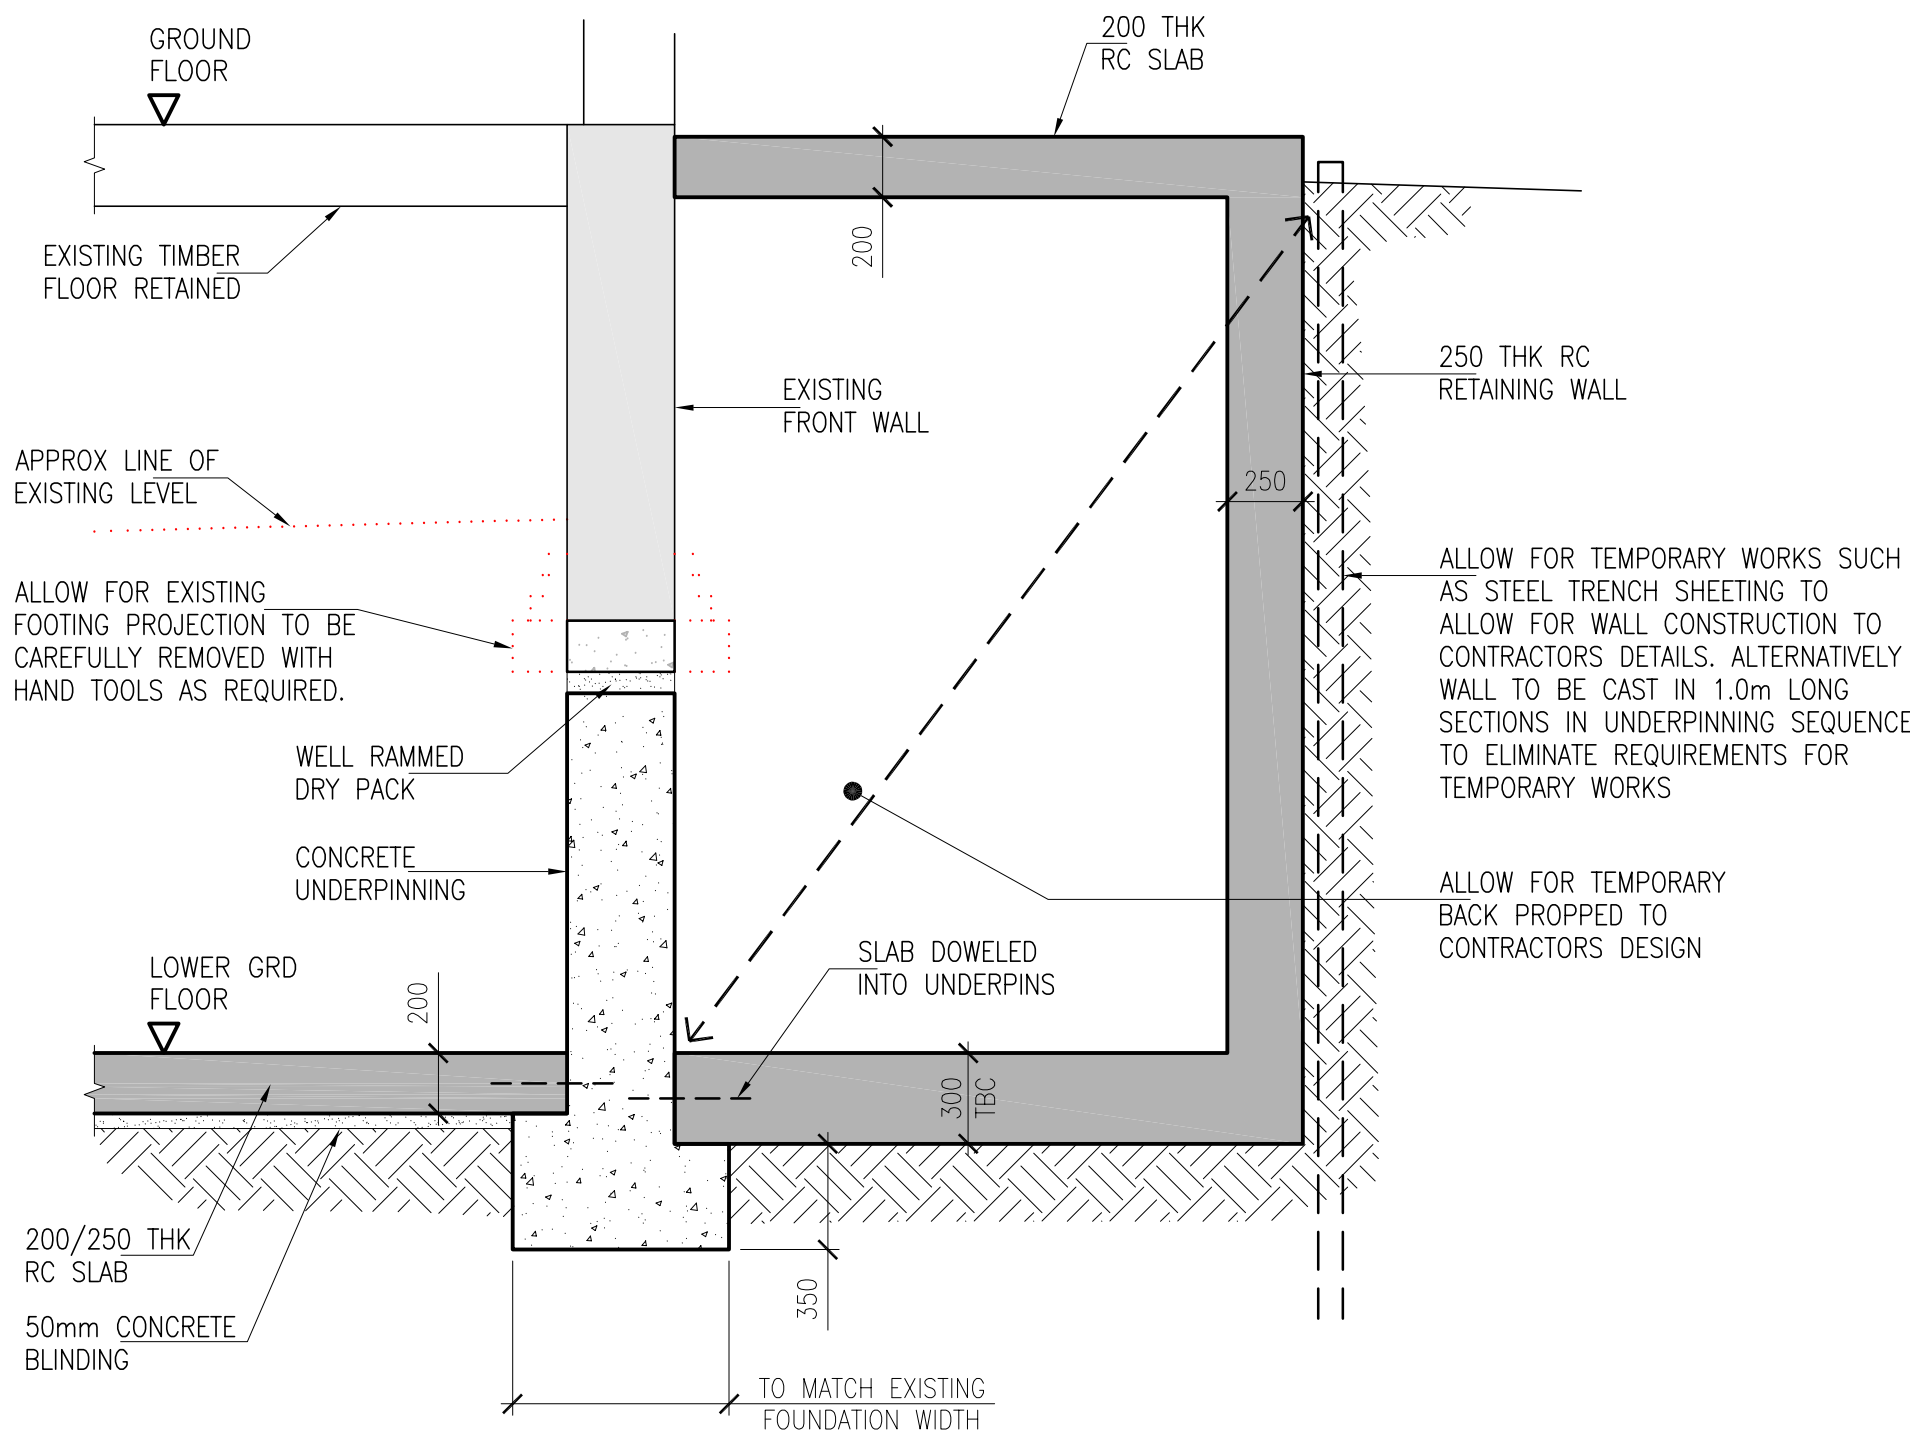 GROUND
FLOOR
200 THK
RC SLAB
EXISTING TIMBER
FLOOR RETAINED
200
EXISTING
FRONT WALL
250 THK RC
RETAINING WALL
APPROX LINE OF
EXISTING LEVEL
250
ALLOW FOR EXISTING
FOOTING PROJECTION TO BE
CAREFULLY REMOVED WITH
HAND TOOLS AS REQUIRED.
ALLOW FOR TEMPORARY WORKS SUCH
AS STEEL TRENCH SHEETING TO
ALLOW FOR WALL CONSTRUCTION TO
CONTRACTORS DETAILS. ALTERNATIVELY
WALL TO BE CAST IN 1.0m LONG
SECTIONS IN UNDERPINNING SEQUENCE
TO ELIMINATE REQUIREMENTS FOR
TEMPORARY WORKS
WELL RAMMED
DRY PACK
CONCRETE
UNDERPINNING
ALLOW FOR TEMPORARY
BACK PROPPED TO
CONTRACTORS DESIGN
SLAB DOWELED
INTO UNDERPINS
LOWER GRD
FLOOR
200
300
TBC
200/250 THK
RC SLAB
50mm CONCRETE
BLINDING
350
TO MATCH EXISTING
FOUNDATION WIDTH